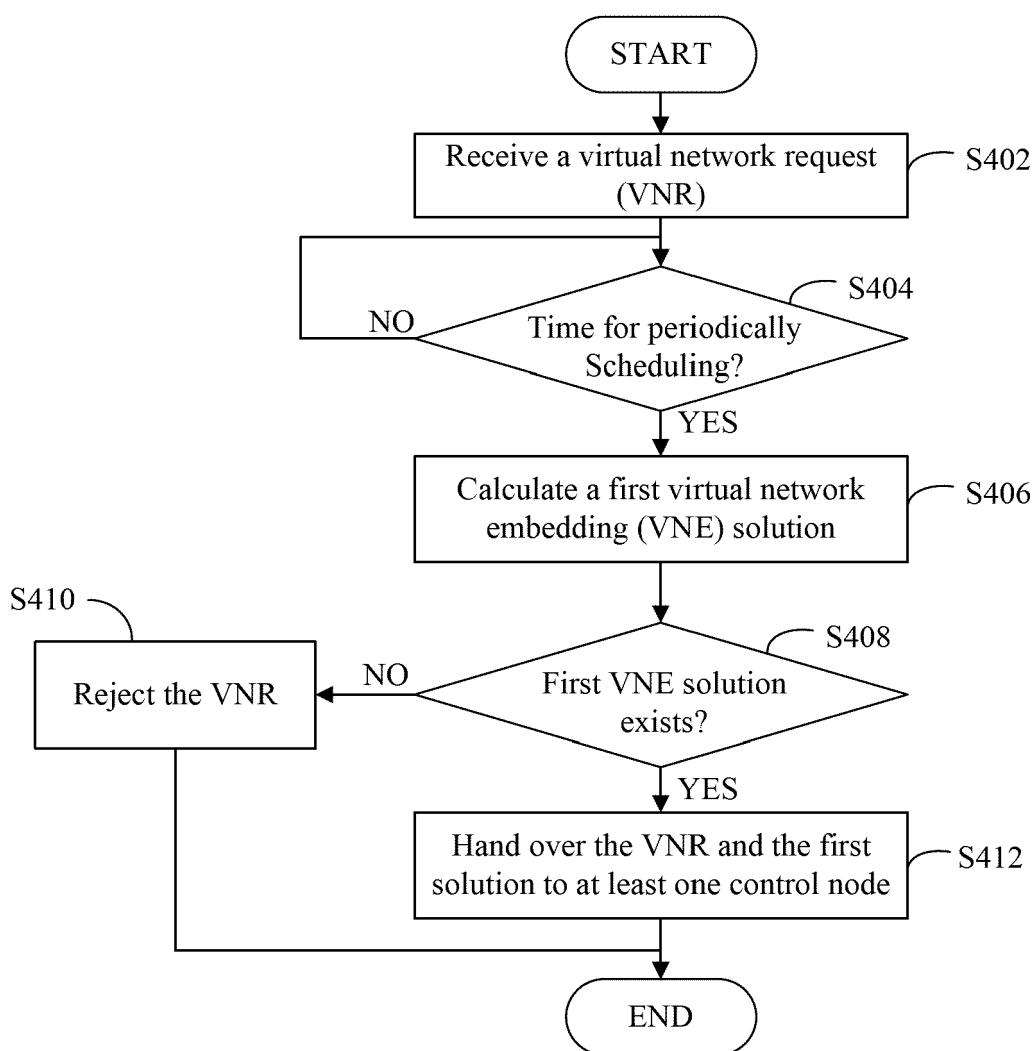 START
Receive a virtual network request
(VNR)
S402
S404
NO
Time for periodically
Scheduling?
YES
Calculate a first virtual network
embedding (VNE) solution
S406
S410
S408
Reject the VNR
NO
First VNE solution
exists?
YES
Hand over the VNR and the first
solution to at least one control node
S412
END